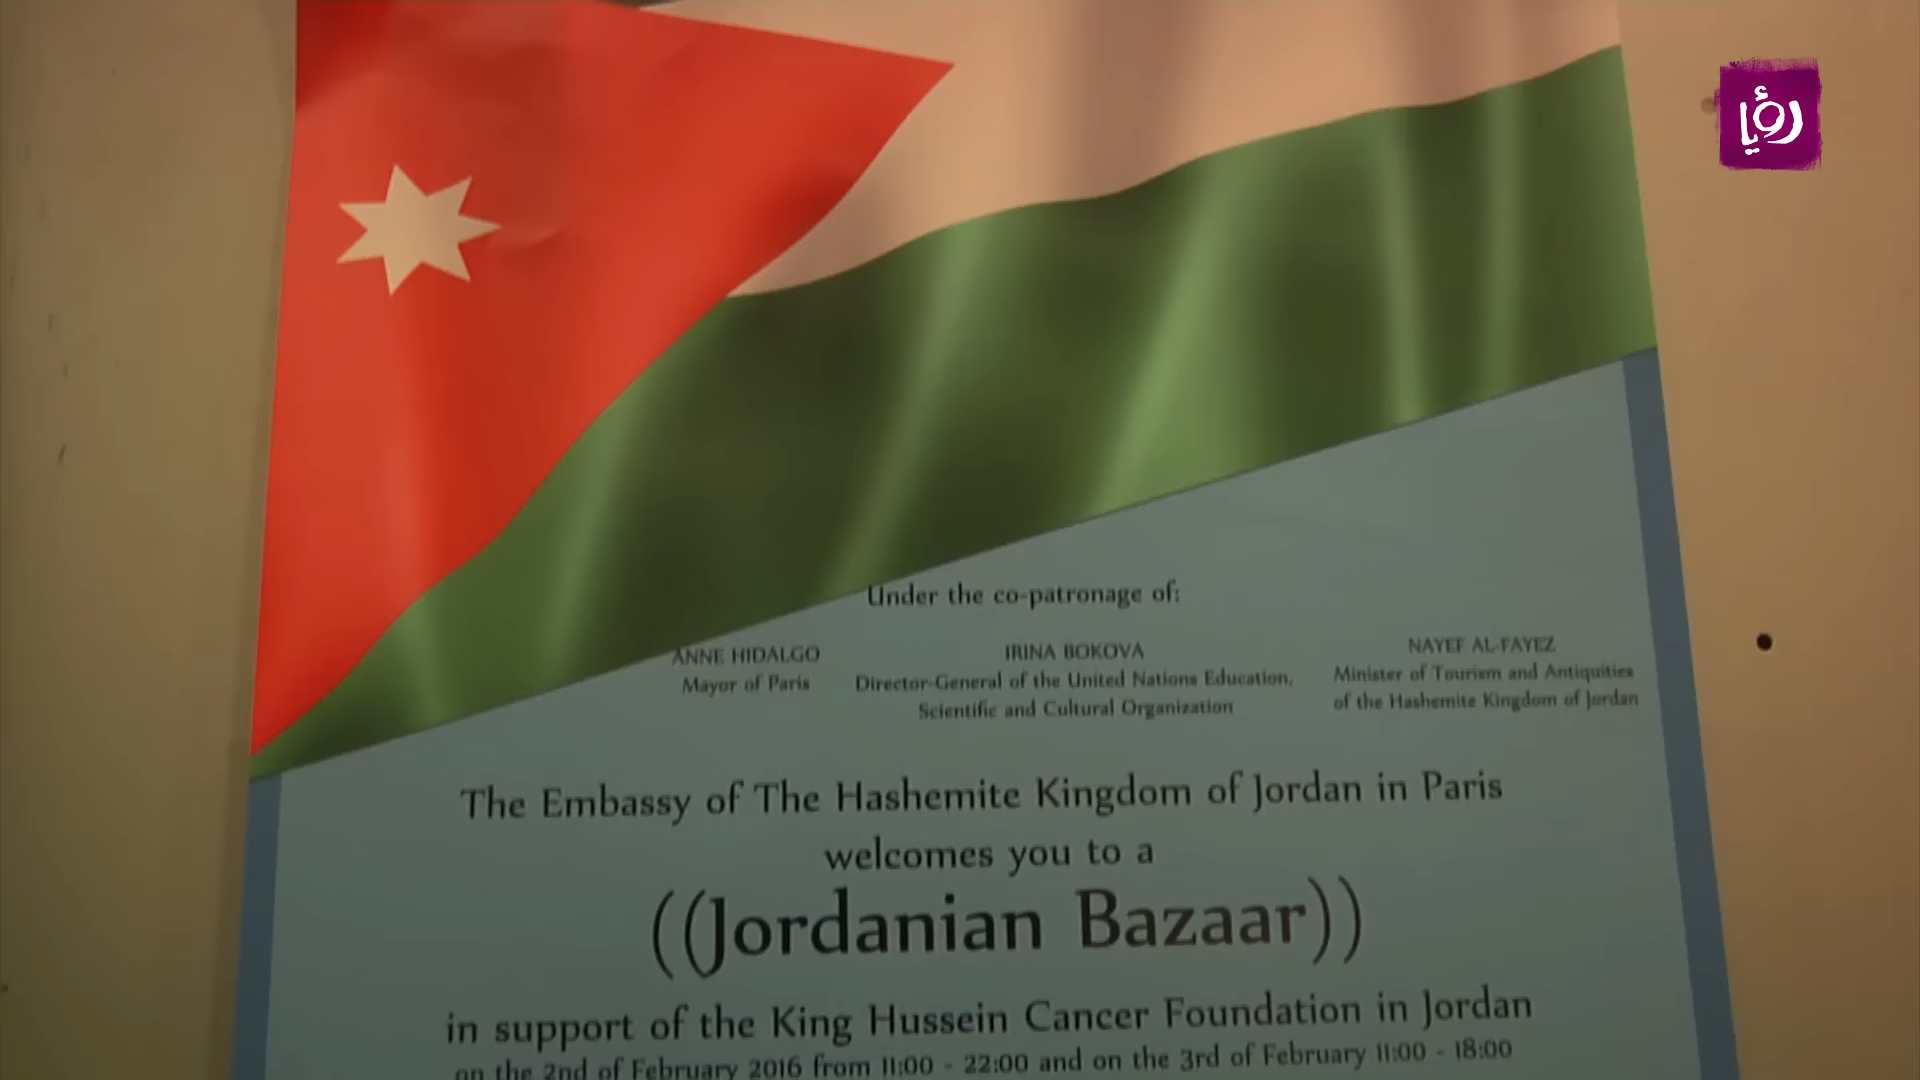 رؤيا
Under the co-patronage of:
ANNE HIDALGO
Mayor of Paris
IRINA BOKOVA
Director-General of the United Nations Education,
Scientific and Cultural Organization
NAYEF AL-FAYEZ
Minister of Tourism and Antiquities
of the Hashemite Kingdom of Jordan
The Embassy of The Hashemite Kingdom of Jordan in Paris
welcomes you to a
((Jordanian Bazaar))
in support of the King Hussein Cancer Foundation in Jordan
on the 2nd of February 2016 from 11:00 - 22:00 and on the 3rd of February 11:00 - 18:00